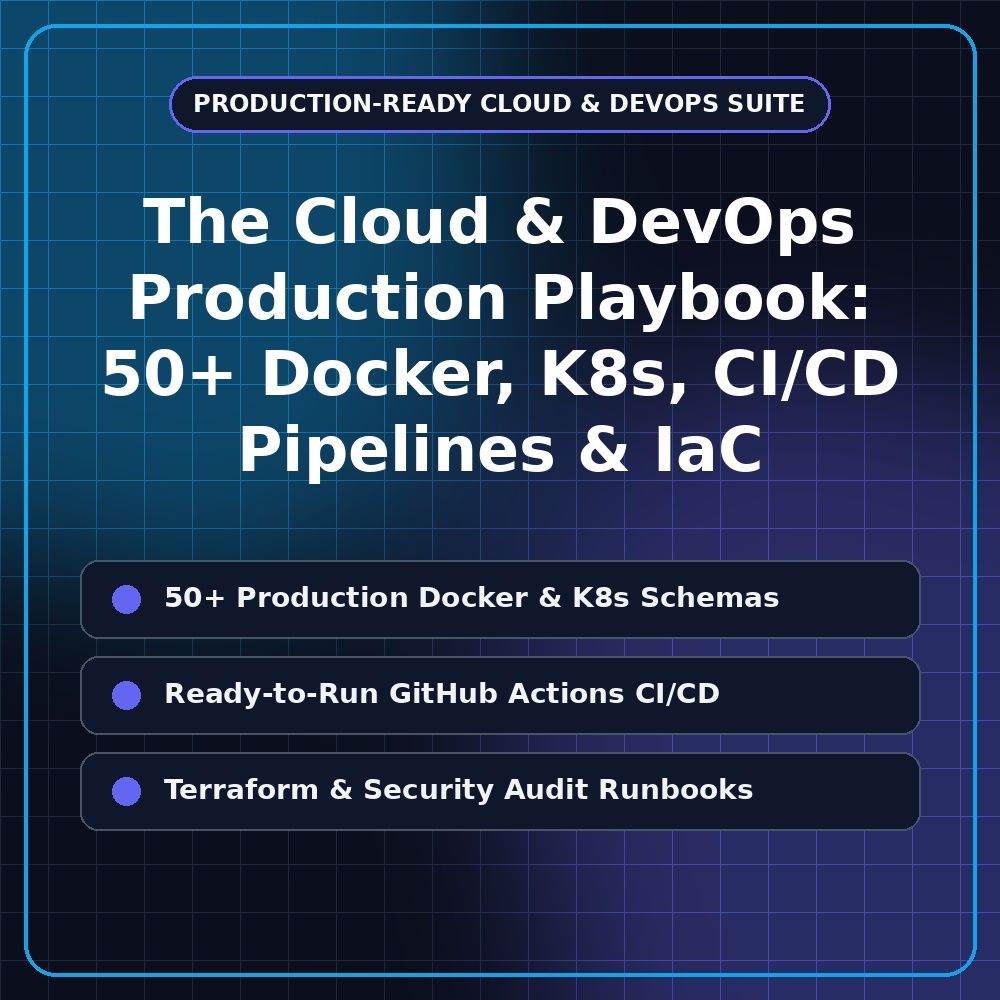 PRODUCTION-READY CLOUD & DEVOPS SUITE
The Cloud & DevOps
Production Playbook:
50+ Docker, K8s, CI/CD
Pipelines & IaC
50+ Production Docker & K8s Schemas
Ready-to-Run GitHub Actions CI/CD
Terraform & Security Audit Runbooks